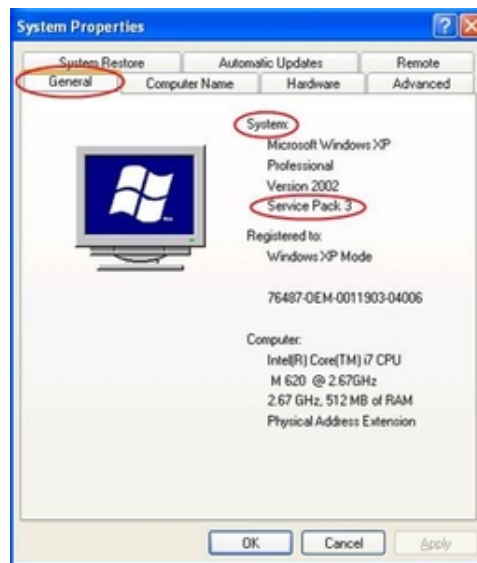 System Properties
System Restore Automatic Updates Remote
General Computer Name Hardware Advanced
System:
Microsoft Windows XP
Professional
Version 2002
Service Pack 3
Registered to:
Windows XP Mode
76487-OEM-0011903-04006
Computer:
Intel(R) Core(TM) i7 CPU
M 620 @ 2.67GHz
2.67 GHz, 512 MB of RAM
Physical Address Extension
OK Cancel Apply